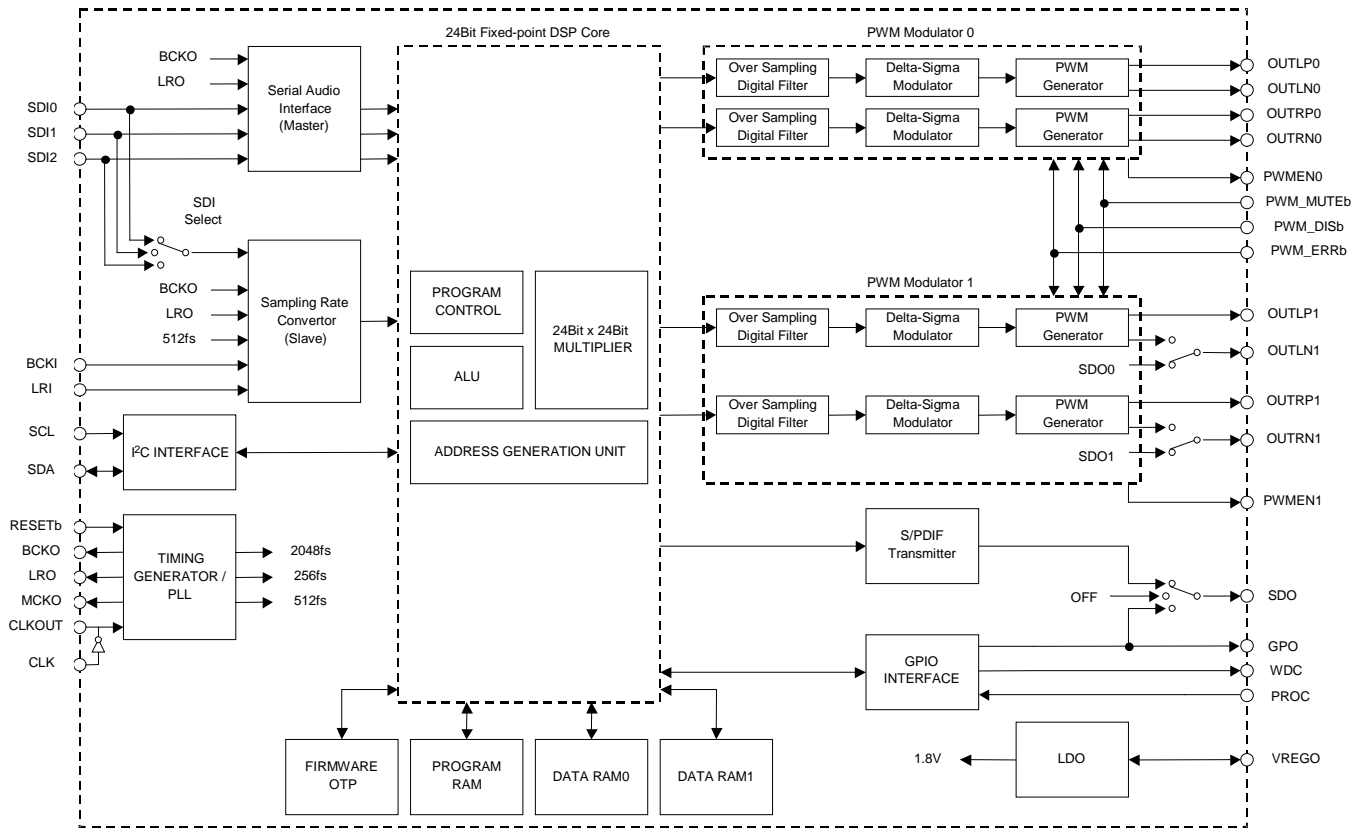 24Bit Fixed-point DSP Core
PWM Modulator 0
BCKO
LRO
Serial Audio
Interface
(Master)
SDI0
SDI1
SDI2
SDI
Select
BCKO
LRO
512fs
Sampling Rate
Convertor
(Slave)
BCKI
LRI
SCL
SDA
I²C INTERFACE
RESETb
BCKO
LRO
MCKO
CLKOUT
CLK
TIMING
GENERATOR /
PLL
2048fs
256fs
512fs
PROGRAM
CONTROL
ALU
24Bit x 24Bit
MULTIPLIER
ADDRESS GENERATION UNIT
FIRMWARE
OTP
PROGRAM
RAM
DATA RAM0
DATA RAM1
Over Sampling
Digital Filter
Delta-Sigma
Modulator
PWM
Generator
Over Sampling
Digital Filter
Delta-Sigma
Modulator
PWM
Generator
OUTLP0
OUTLN0
OUTRP0
OUTRN0
PWMEN0
PWM_MUTEb
PWM_DISb
PWM_ERRb
PWM Modulator 1
Over Sampling
Digital Filter
Delta-Sigma
Modulator
PWM
Generator
SDO0
Over Sampling
Digital Filter
Delta-Sigma
Modulator
PWM
Generator
SDO1
OUTLP1
OUTLN1
OUTRP1
OUTRN1
PWMEN1
S/PDIF
Transmitter
OFF
SDO
GPIO
INTERFACE
GPO
WDC
PROC
1.8V
LDO
VREGO